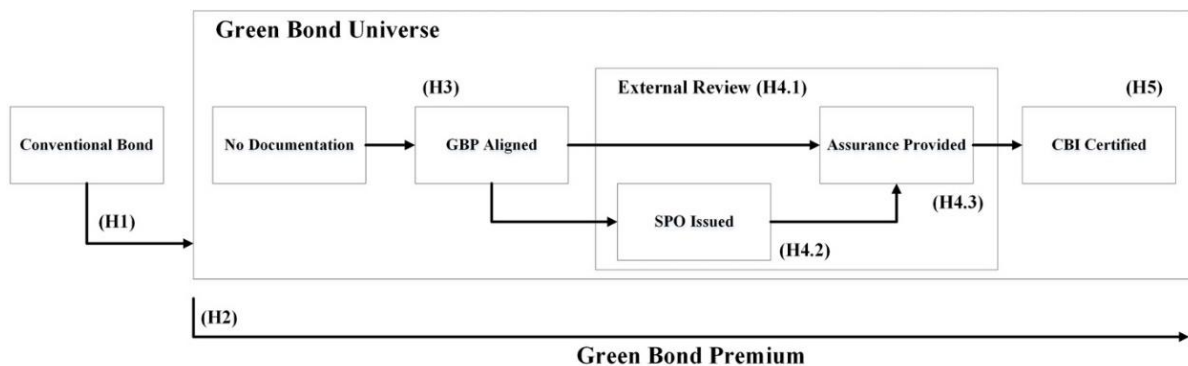 Green Bond Universe
(H3)
External Review (H4.1)
(H5)
Conventional Bond
No Documentation
GBP Aligned
Assurance Provided
CBI Certified
(H1)
SPO Issued
(H4.3)
(H4.2)
(H2)
Green Bond Premium